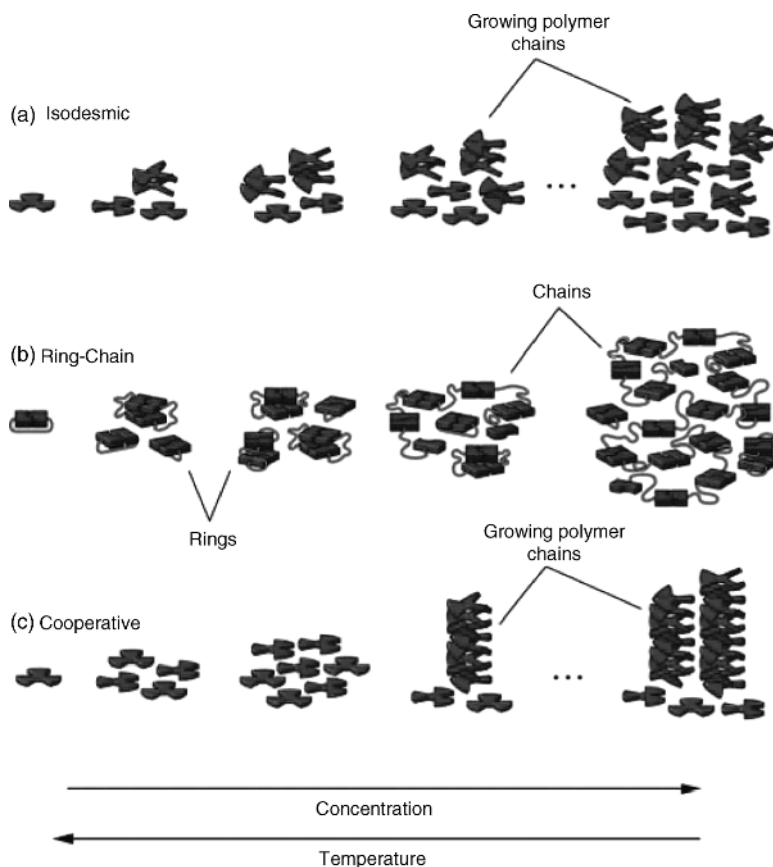 Growing polymer
chains
(a) Isodesmic
...
Chains
(b) Ring-Chain
Rings
Growing polymer
chains
(c) Cooperative
...
Concentration
Temperature